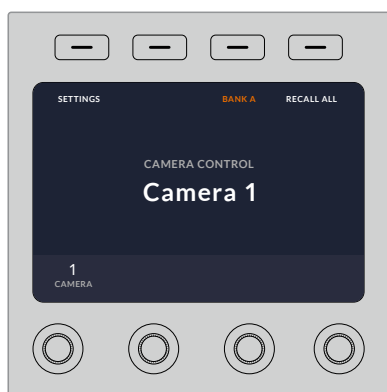 SETTINGS BANK A RECALL ALL
CAMERA CONTROL
Camera 1
1
CAMERA